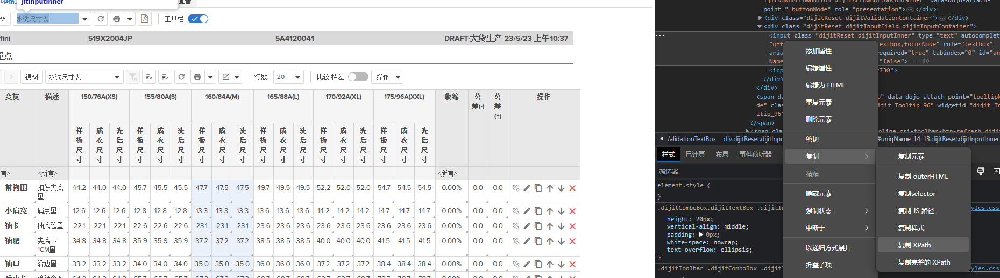 jitInputInner
查看
图 水洗尺寸表 工具栏
fini 519X2004JP 5A4120041 DRAFT-大货生产 23/5/23 上午10:37
量点
视图 水洗尺寸表 行数: 20 比较 档差 操作
变灰 描述 150/76A(XS) 155/80A(S) 160/84A(M) 165/88A(L) 170/92A(XL) 175/96A(XXL) 收缩 公差(-) 公差(+) 操作
样板尺寸 成衣尺寸 洗后尺寸 样板尺寸 成衣尺寸 洗后尺寸 样板尺寸 成衣尺寸 洗后尺寸 样板尺寸 成衣尺寸 洗后尺寸 样板尺寸 成衣尺寸 洗后尺寸 样板尺寸 成衣尺寸 洗后尺寸
有> <所有> <所有>
前胸围 扣好夹底量 44.2 44.0 44.0 45.7 45.5 45.5 47.7 47.5 47.5 49.7 49.5 49.5 52.2 52.0 52.0 54.7 54.5 54.5 0.00% 0.0 0.0
小肩宽 肩点量 12.6 12.6 12.6 12.8 12.8 12.8 13.3 13.3 13.3 13.6 13.6 13.6 14.2 14.2 14.2 14.7 14.7 14.7 0.00% 0.0 0.0
袖长 袖底缝量 22.1 22.1 22.1 22.6 22.6 22.6 23.1 23.1 23.1 23.6 23.6 23.6 23.6 23.6 23.6 23.6 23.6 23.6 0.00% 0.0 0.0
袖肥 夹底下1CM量 34.8 34.8 34.8 35.9 35.9 35.9 37.2 37.2 37.2 38.5 38.5 38.5 40.0 40.0 40.0 41.5 41.5 41.5 0.00% 0.0 0.0
袖口 沿边量 33.2 33.2 33.2 34.0 34.0 34.0 35.0 35.0 35.0 36.0 36.0 36.0 37.2 37.2 37.2 38.4 38.4 38.4 0.00% 0.0 0.0
point="_buttonNode" role="presentation">…</div>
<div class="dijitReset dijitValidationContainer">…</div>
<div class="dijitReset dijitInputField dijitInputContainer">
… <input class="dijitReset dijitInputInner" type="text" autocomplet
"off textbox,focusNode" role="textbox"
aria required="true" tabindex="0" id="un
Name "false"> == $0
<inpu 2730">
</div>
</div>
<span da p" data-dojo-attach-point="tooltipN
de" clas ijit_Tooltip_96" widgetid="dijit_To
ltip_96"
</span>
<span clas nline csi-toolbar-btn-refresh dijit
ValidationTextBox div.dijitReset.dijitInpu #uniqName_14_13.dijitReset.dijitInputInner
样式 已计算 布局 事件侦听器
筛选器
element.style {
}
.dijitComboBox.dijitTextBox .dijitIn yles.css
height: 20px;
vertical-align: middle;
padding: 0px;
white-space: nowrap;
text-overflow: ellipsis;
}
.dijitToolbar .dijitComboBox .dijitI yles.css
添加属性
编辑属性
编辑为 HTML
重复元素
删除元素
剪切
复制
粘贴
隐藏元素
强制状态
中断于
以递归方式展开
折叠子项
复制元素
复制 outerHTML
复制selector
复制 JS 路径
复制样式
复制 XPath
复制完整的 XPath